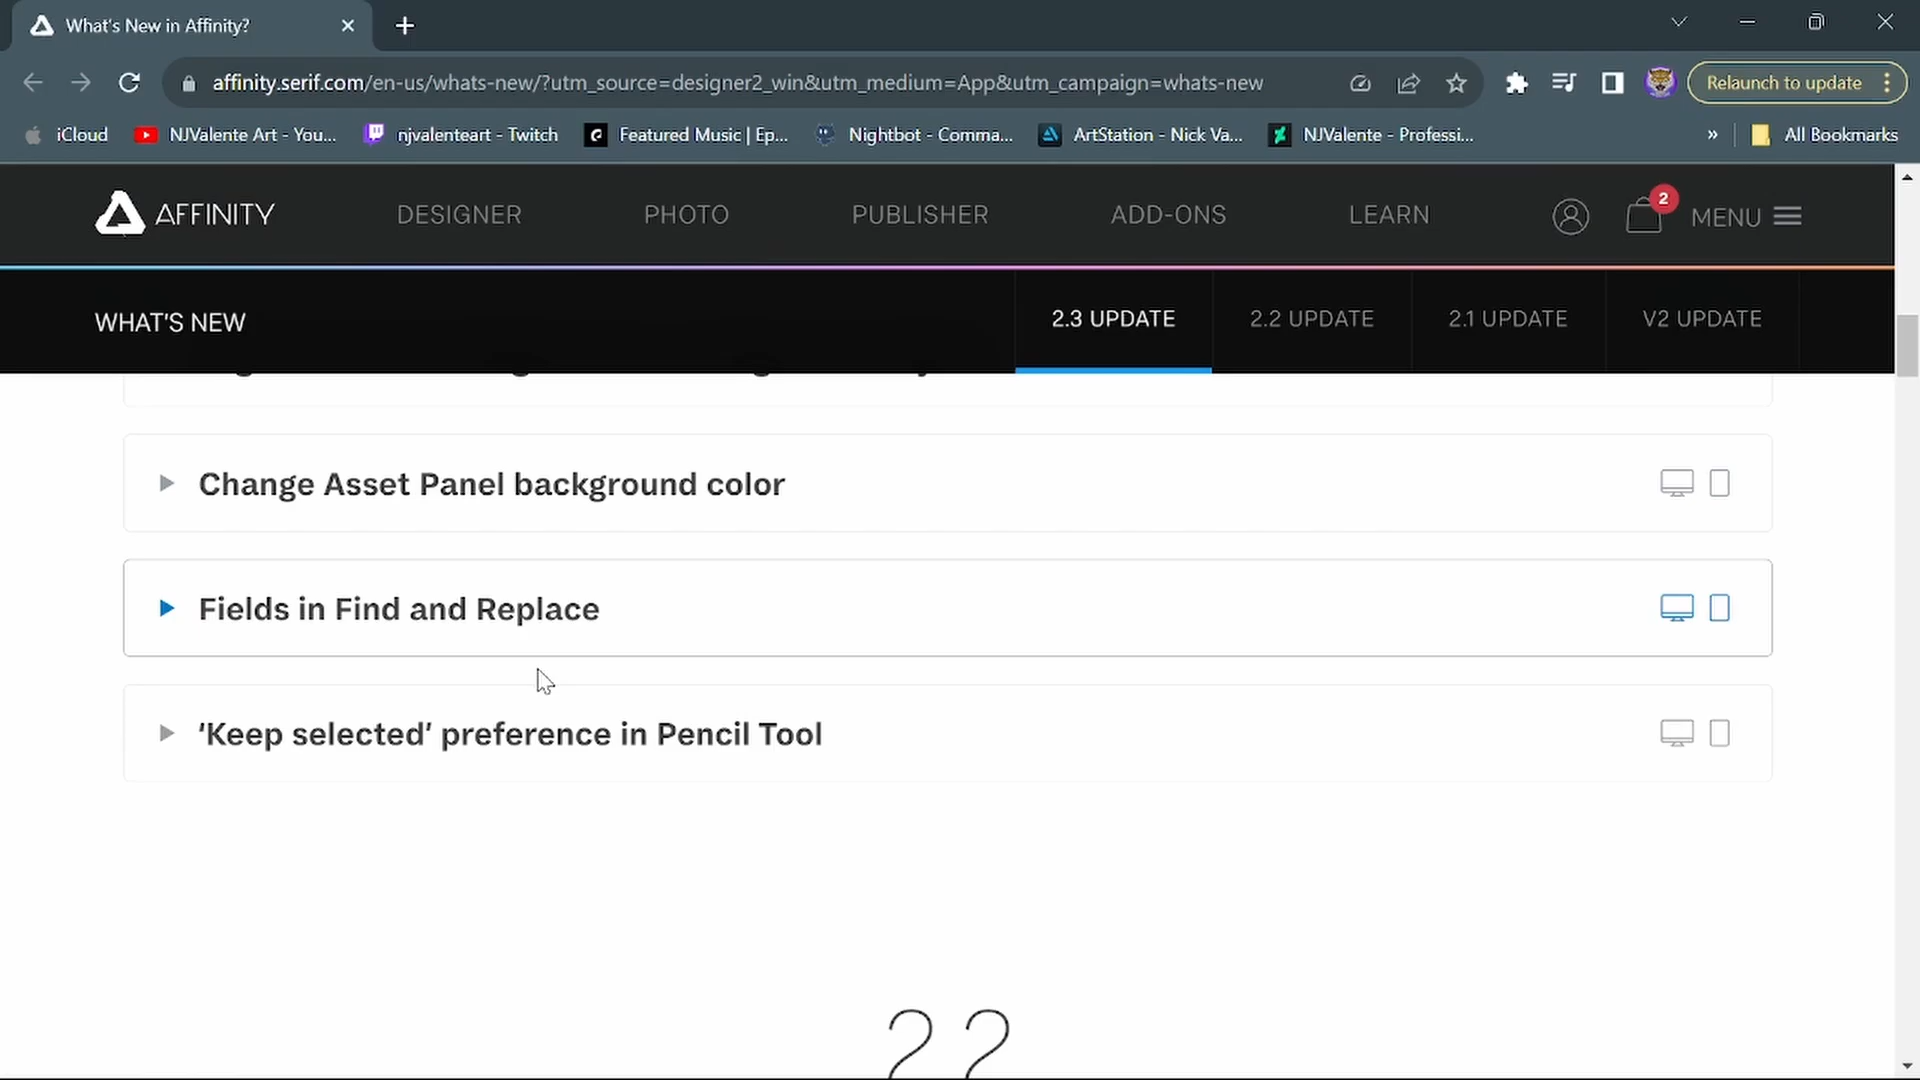 What's New in Affinity?
affinity.serif.com/en-us/whats-new/?utm_source=designer2_win&utm_medium=App&utm_campaign=whats-new
Relaunch to update
iCloud
NJValente Art - You...
njvalenteart - Twitch
Featured Music | Ep...
Nightbot - Comma...
ArtStation - Nick Va...
NJValente - Professi...
»
All Bookmarks
AFFINITY
DESIGNER
PHOTO
PUBLISHER
ADD-ONS
LEARN
2
MENU
WHAT'S NEW
2.3 UPDATE
2.2 UPDATE
2.1 UPDATE
V2 UPDATE
Change Asset Panel background color
Fields in Find and Replace
‘Keep selected’ preference in Pencil Tool